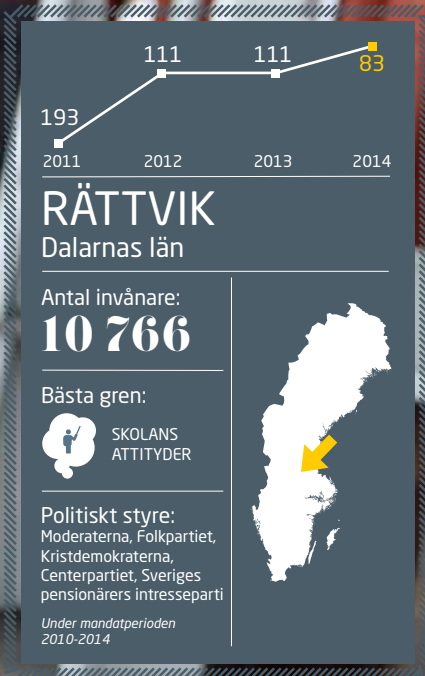 111 111
83
193
2011 2012 2013 2014
RÄTTVIK
Dalarnas län
Antal invånare:
10 766
Bästa gren:
SKOLANS
ATTITYDER
Politiskt styre:
Moderaterna, Folkpartiet,
Kristdemokraterna,
Centerpartiet, Sveriges
pensionärers intresseparti
Under mandatperioden
2010-2014